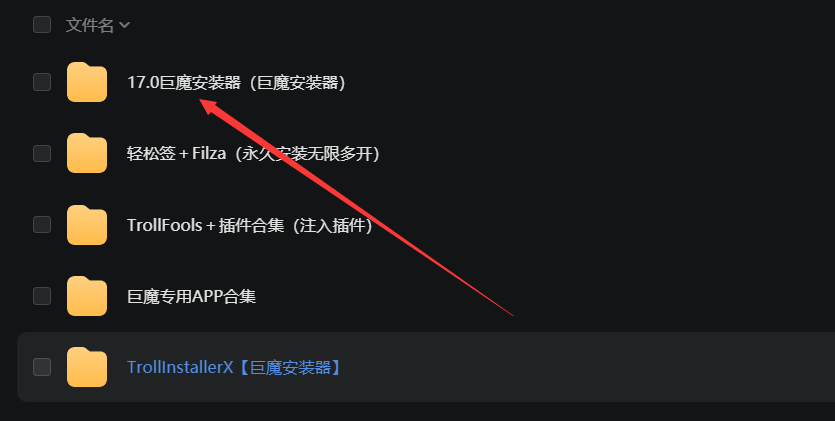 文件名
17.0巨魔安装器（巨魔安装器）
轻松签＋Filza（永久安装无限多开）
TrollFools＋插件合集（注入插件）
巨魔专用APP合集
TrollInstallerX【巨魔安装器】